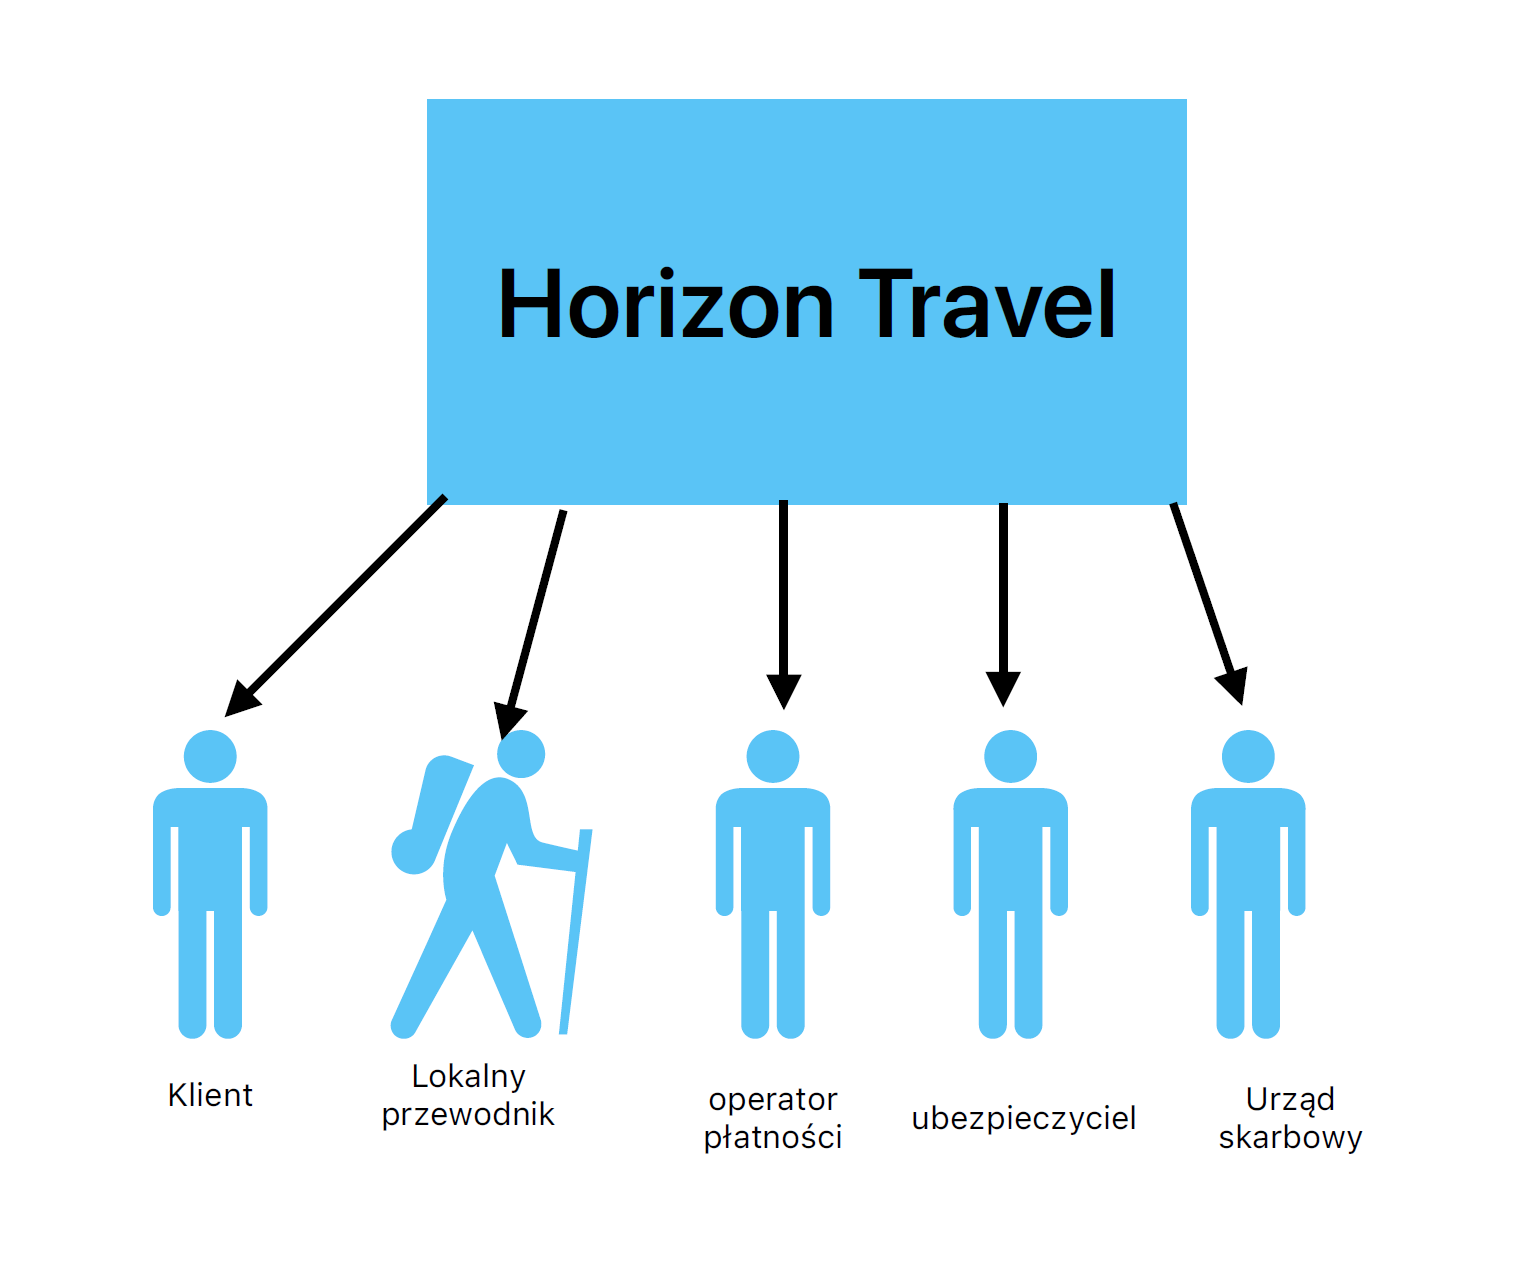 Horizon Travel
Klient
Lokalny
przewodnik
operator
płatności
ubezpieczyciel
Urząd
skarbowy